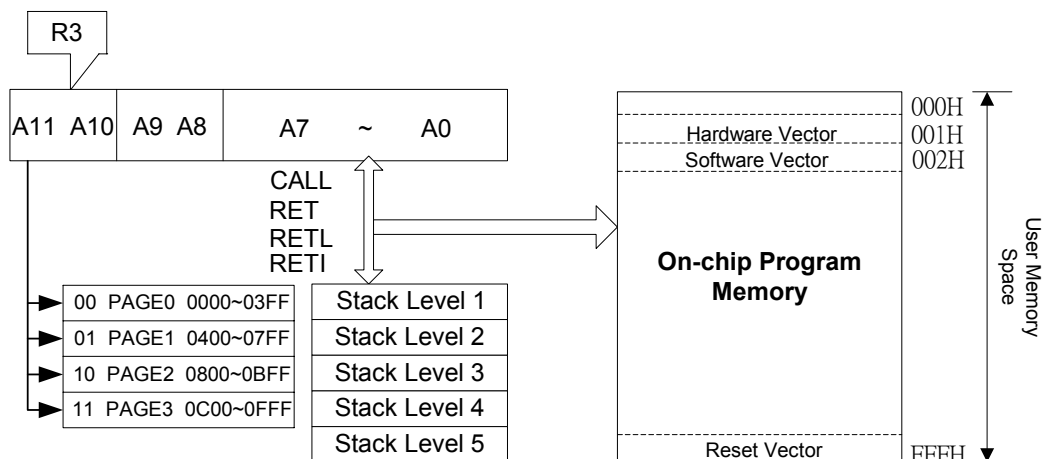 R3
A11 A10 A9 A8 A7 ~ A0
CALL
RET
RETL
RETI
00 PAGE0 0000~03FF
01 PAGE1 0400~07FF
10 PAGE2 0800~0BFF
11 PAGE3 0C00~0FFF
Stack Level 1
Stack Level 2
Stack Level 3
Stack Level 4
Stack Level 5
000H
Hardware Vector 001H
Software Vector 002H
On-chip Program
Memory
Reset Vector FFFH
User Memory
Space